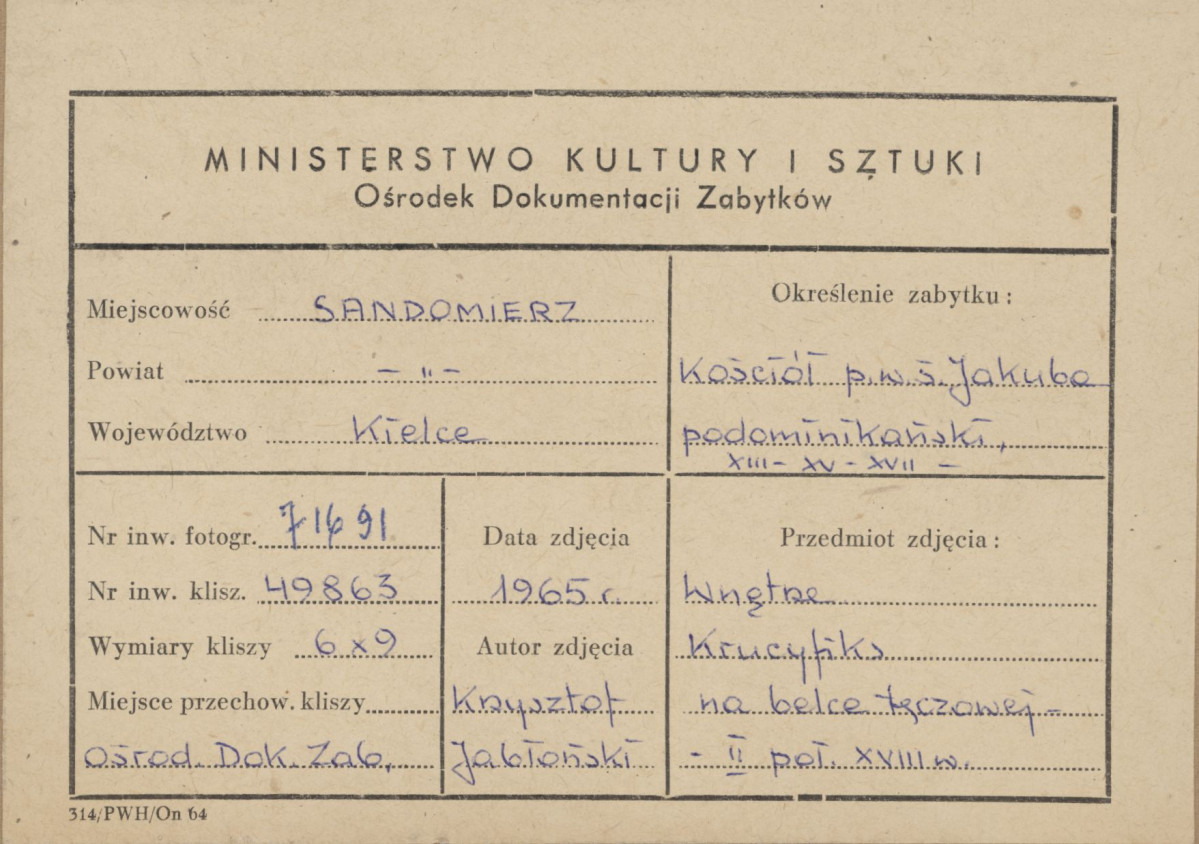 MINISTERSTWO KULTURY I SZTUKI
Ośrodek Dokumentacji Zabytków
Miejscowość SANDOMIERZ
Powiat - " -
Województwo Kielce
Określenie zabytku:
Kościół p.w. ś. Jakuba
podominikański,
XIII - XV - XVII -
Nr inw. fotogr. 71691
Nr inw. klisz. 49863
Wymiary kliszy 6 x 9
Miejsce przechow. kliszy
Ośrod. Dok. Zab.
Data zdjęcia
1965 r.
Autor zdjęcia
Krzysztof
Jabłoński
Przedmiot zdjęcia:
Wnętrze
Krucyfiks
na belce tęczowej -
- II poł. XVIII w.
314/PWH/On 64